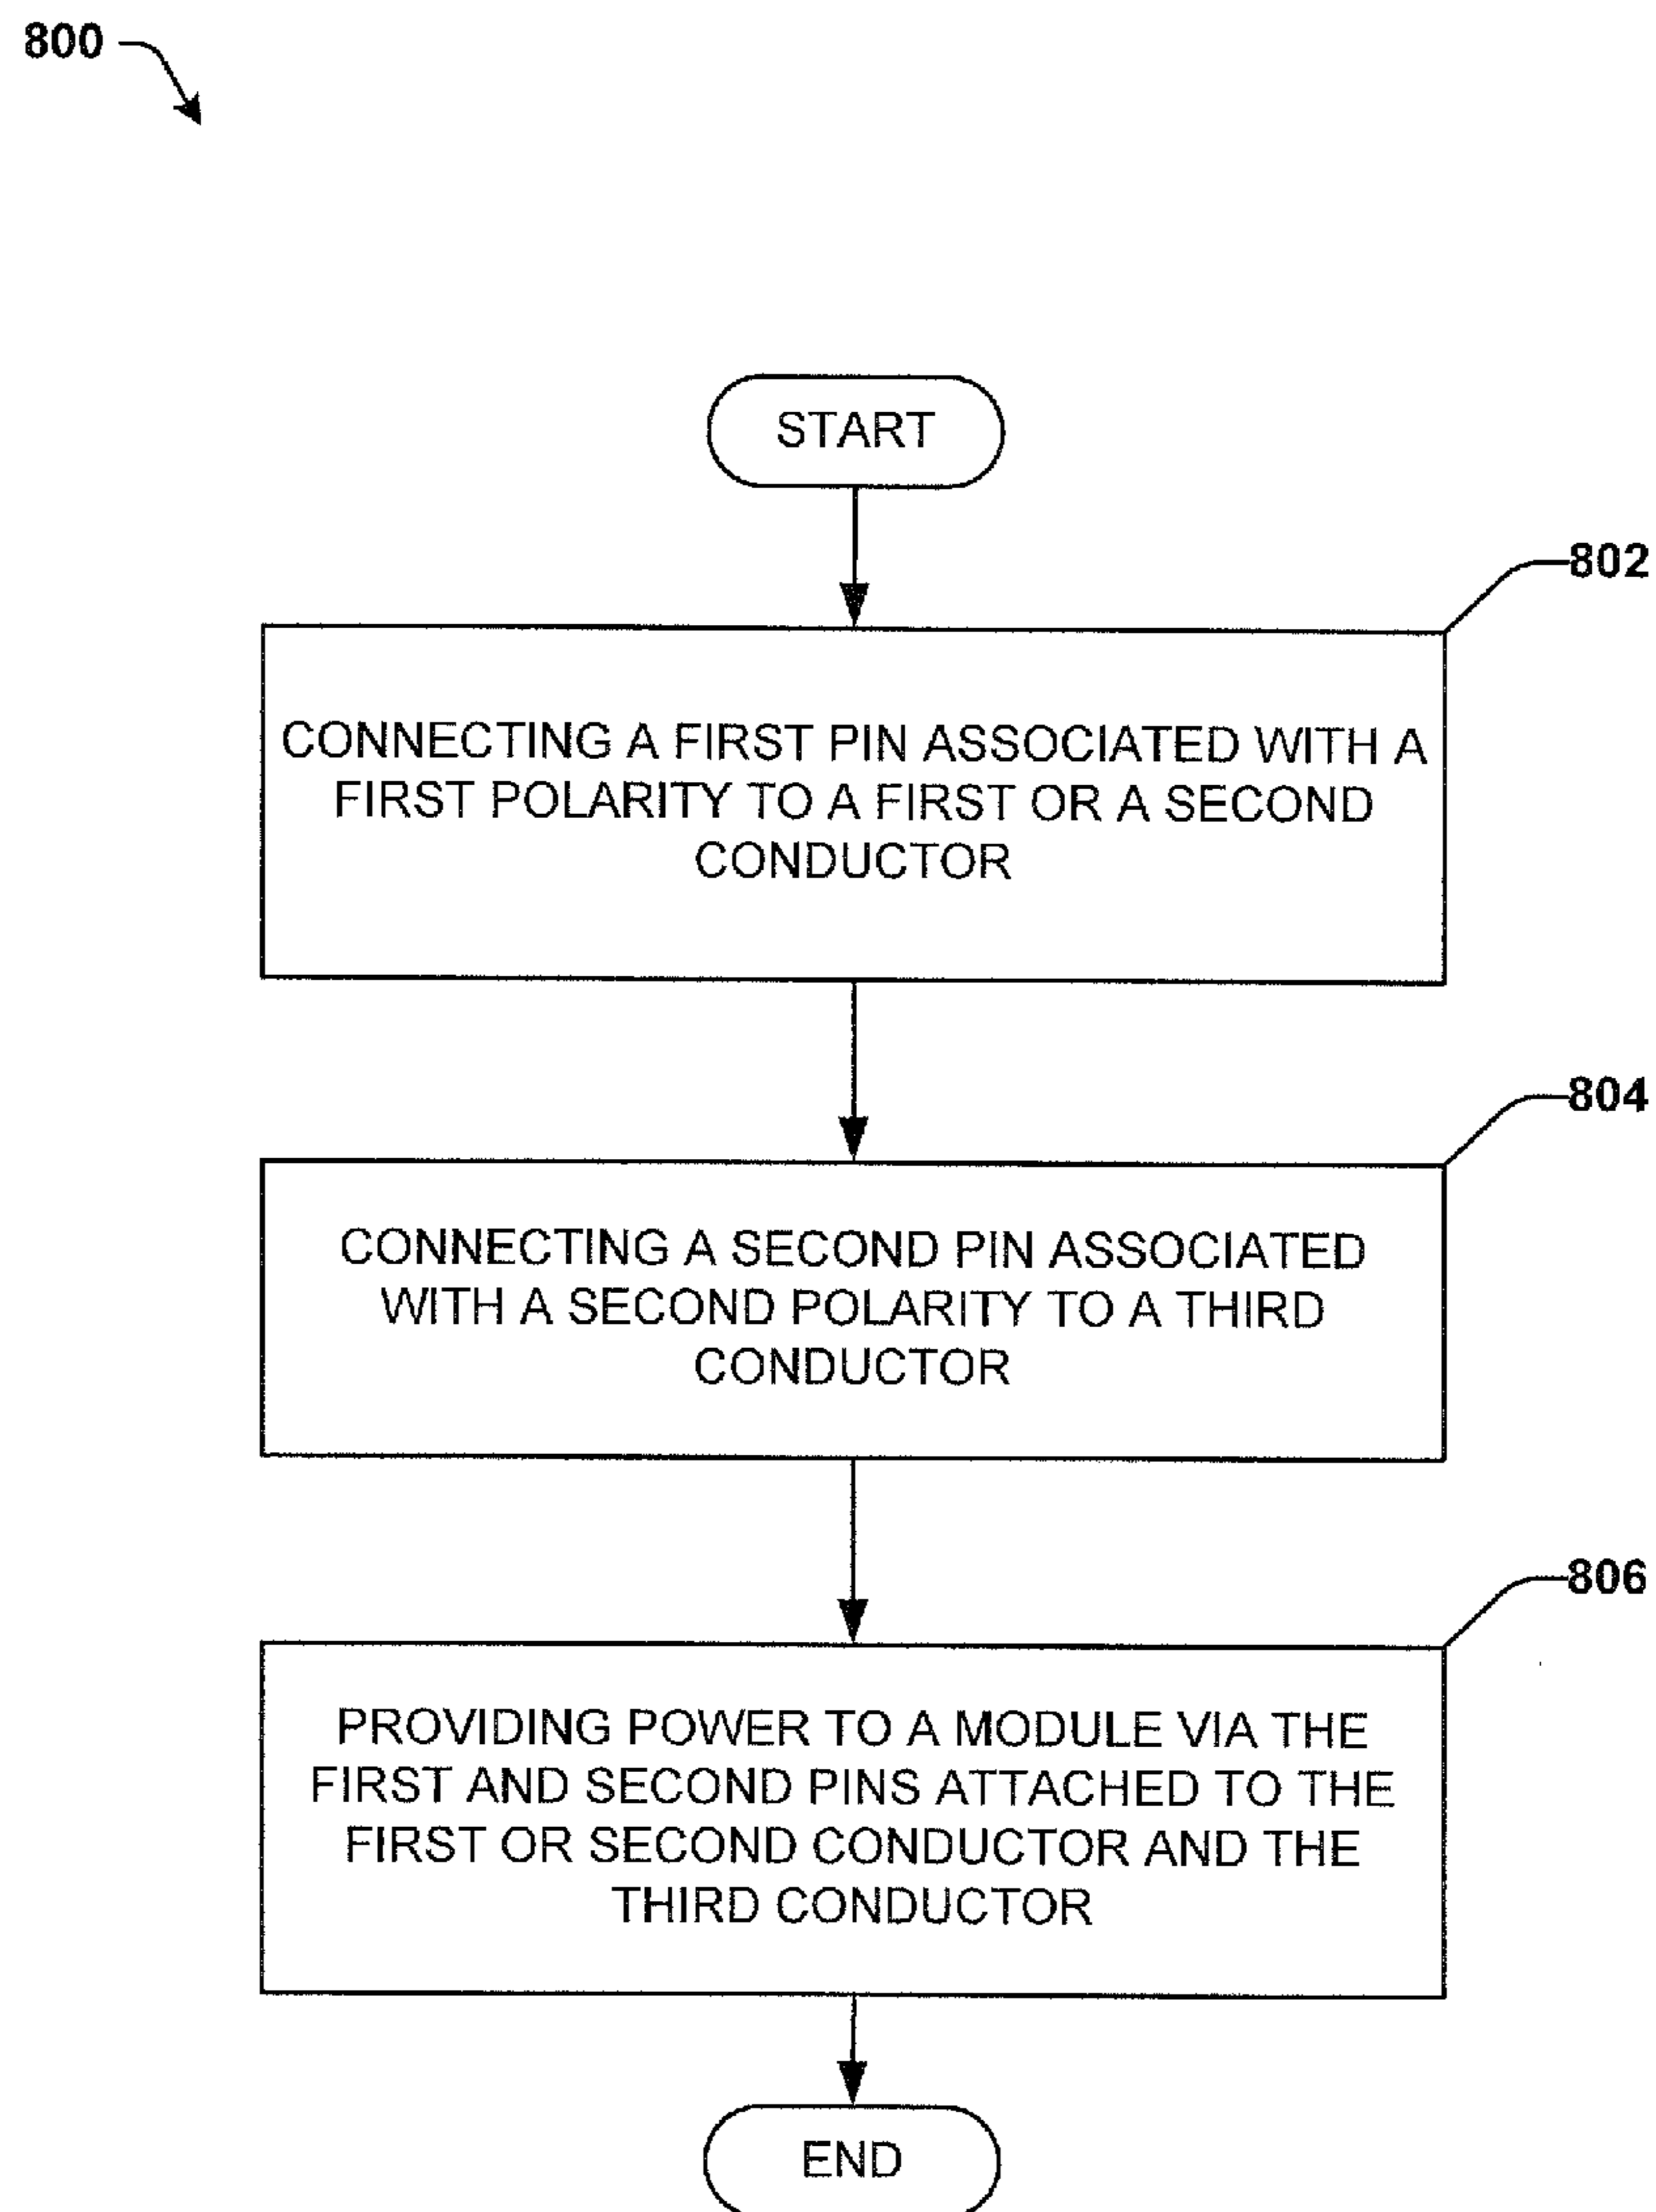 800
START
802
CONNECTING A FIRST PIN ASSOCIATED WITH A
FIRST POLARITY TO A FIRST OR A SECOND
CONDUCTOR
804
CONNECTING A SECOND PIN ASSOCIATED
WITH A SECOND POLARITY TO A THIRD
CONDUCTOR
806
PROVIDING POWER TO A MODULE VIA THE
FIRST AND SECOND PINS ATTACHED TO THE
FIRST OR SECOND CONDUCTOR AND THE
THIRD CONDUCTOR
END